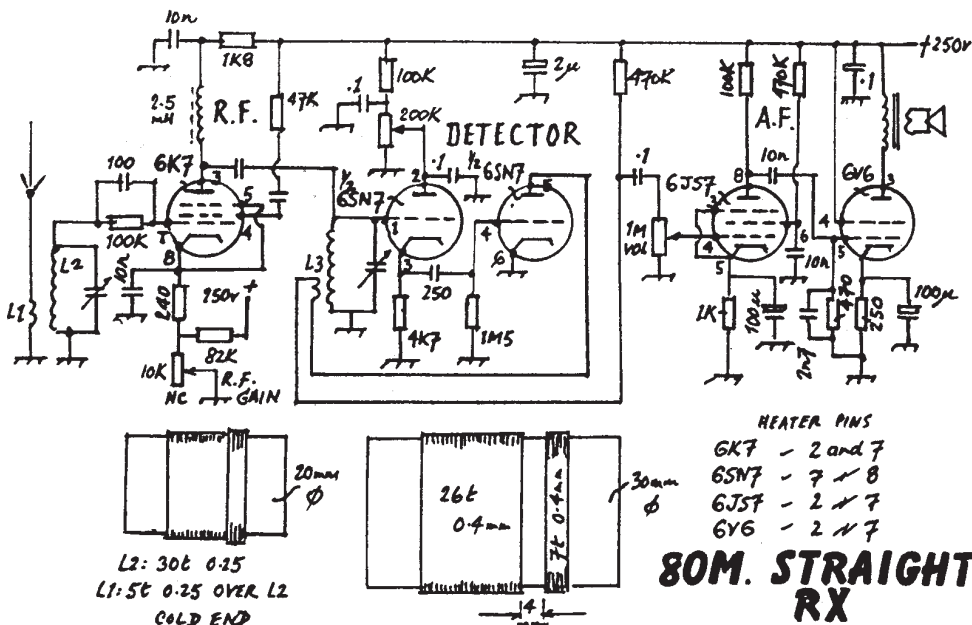 10n
1K8
+250v
2.5 mH
R.F.
47K
100K
.1
200K
DETECTOR
2µ
470K
100K
470K
A.F.
.1
6K7
3
5
4
8
1
100
100K
½ 6SN7
2
.1
½ 6SN7
5
1
3
4
6
.1
6J57
8
3
4
5
6
10n
10n
6V6
3
4
5
1M VOL
L1
L2
10n
240
250v +
82K
10K
NC
R.F. GAIN
L3
250
4K7
1M5
1K
100µ
2n7
470
250
100µ
20mm ϕ
L2: 30t 0.25
L1: 5t 0.25 OVER L2
COLD END
26t
0.4mm
7t 0.4mm
30mm ϕ
4
HEATER PINS
6K7 - 2 and 7
6SN7 - 7 " 8
6J57 - 2 " 7
6V6 - 2 " 7
80M. STRAIGHT
RX